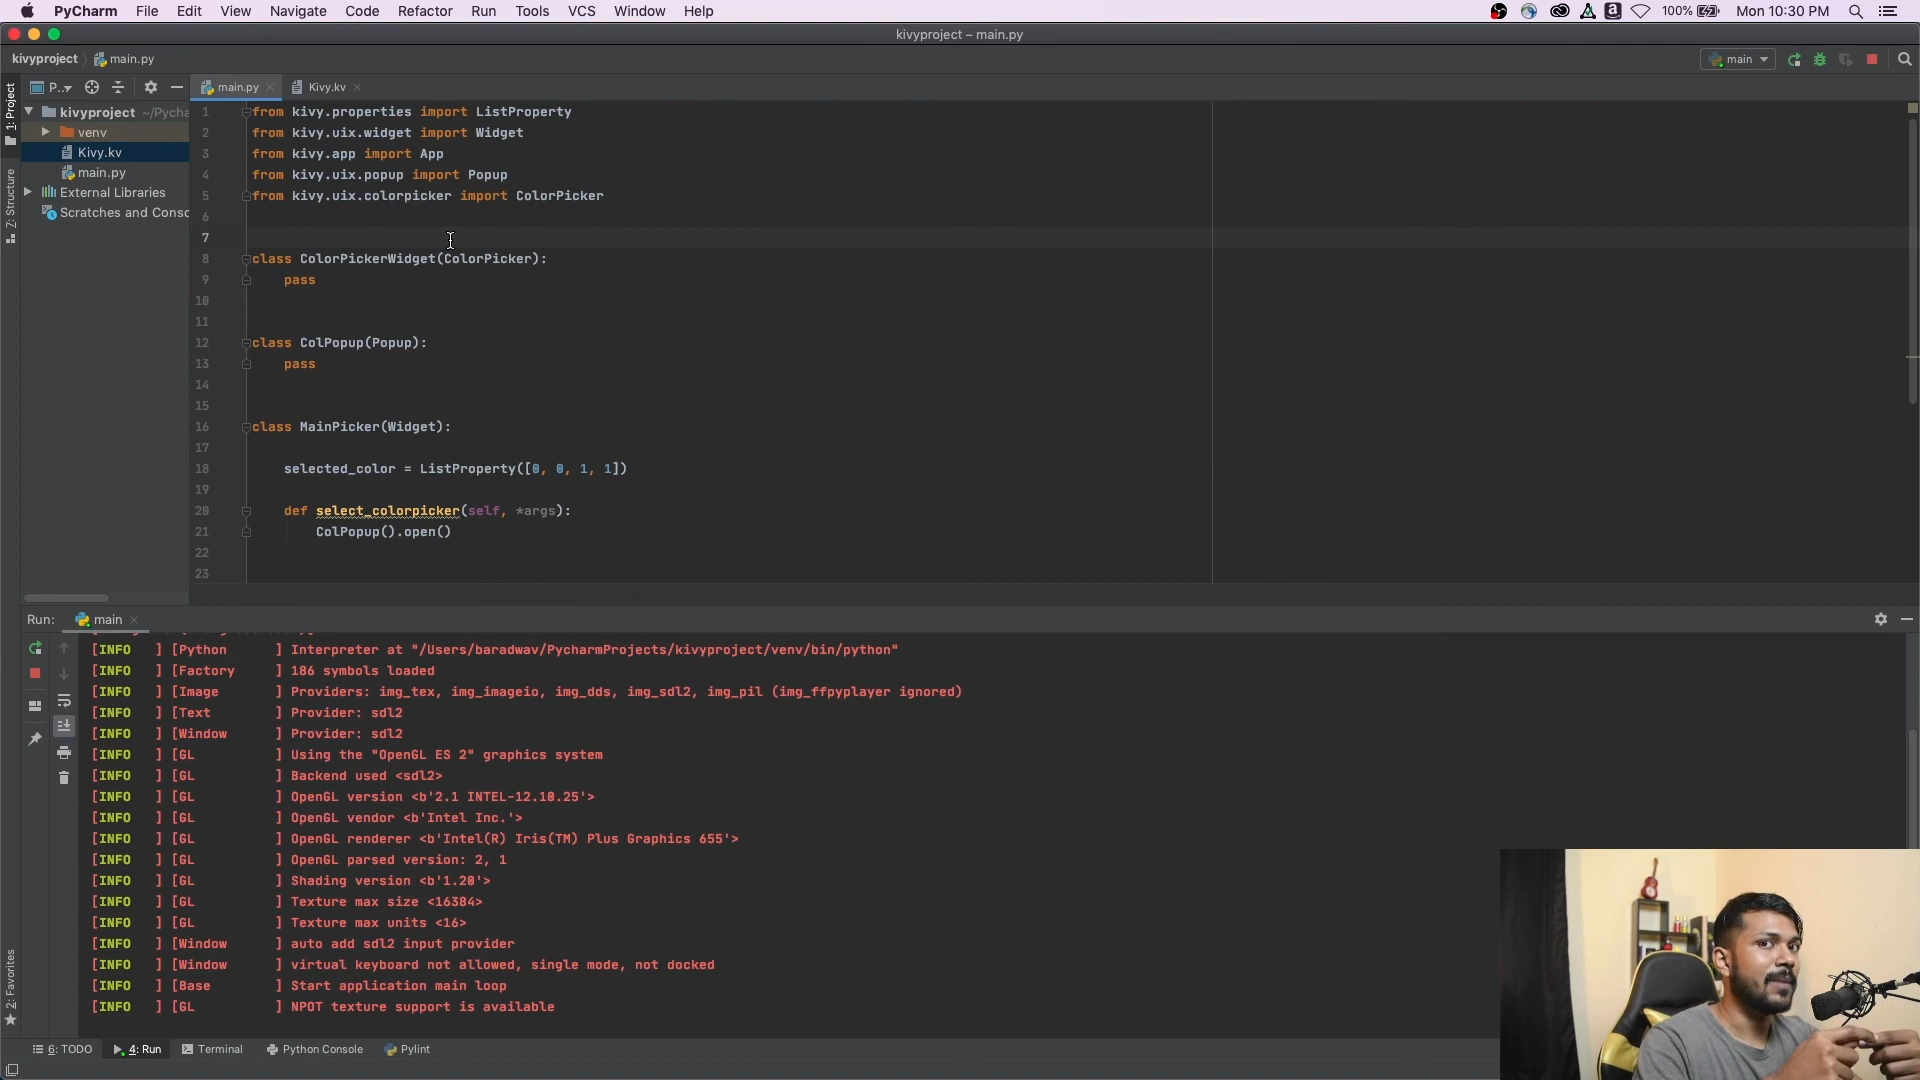 PyCharm File Edit View Navigate Code Refactor Run Tools VCS Window Help
100% Mon 10:30 PM
kivyproject – main.py
kivyproject main.py
main
P..
main.py Kivy.kv
1: Project
kivyproject ~/Pycha
venv
Kivy.kv
main.py
External Libraries
Scratches and Conso
Z: Structure
2: Favorites
1 from kivy.properties import ListProperty
2 from kivy.uix.widget import Widget
3 from kivy.app import App
4 from kivy.uix.popup import Popup
5 from kivy.uix.colorpicker import ColorPicker
6
7
8 class ColorPickerWidget(ColorPicker):
9 pass
10
11
12 class ColPopup(Popup):
13 pass
14
15
16 class MainPicker(Widget):
17
18 selected_color = ListProperty([0, 0, 1, 1])
19
20 def select_colorpicker(self, *args):
21 ColPopup().open()
22
23
Run: main
[INFO ] [Python ] Interpreter at "/Users/baradwav/PycharmProjects/kivyproject/venv/bin/python"
[INFO ] [Factory ] 186 symbols loaded
[INFO ] [Image ] Providers: img_tex, img_imageio, img_dds, img_sdl2, img_pil (img_ffpyplayer ignored)
[INFO ] [Text ] Provider: sdl2
[INFO ] [Window ] Provider: sdl2
[INFO ] [GL ] Using the "OpenGL ES 2" graphics system
[INFO ] [GL ] Backend used <sdl2>
[INFO ] [GL ] OpenGL version <b'2.1 INTEL-12.10.25'>
[INFO ] [GL ] OpenGL vendor <b'Intel Inc.'>
[INFO ] [GL ] OpenGL renderer <b'Intel(R) Iris(TM) Plus Graphics 655'>
[INFO ] [GL ] OpenGL parsed version: 2, 1
[INFO ] [GL ] Shading version <b'1.20'>
[INFO ] [GL ] Texture max size <16384>
[INFO ] [GL ] Texture max units <16>
[INFO ] [Window ] auto add sdl2 input provider
[INFO ] [Window ] virtual keyboard not allowed, single mode, not docked
[INFO ] [Base ] Start application main loop
[INFO ] [GL ] NPOT texture support is available
6: TODO 4: Run Terminal Python Console Pylint